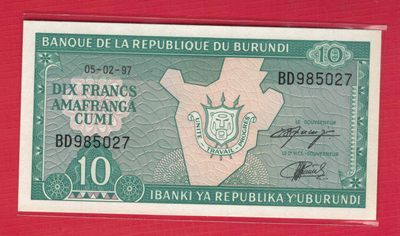 BANQUE DE LA REPUBLIQUE DU BURUNDI
10
05-02-97
BD985027
DIX FRANCS
AMAFRANGA
CUMI
UNITE TRAVAIL PROGRES
LE GOUVERNEUR
BD985027
LE 1er VICE-GOUVERNEUR
10
IBANKI YA REPUBLIKA Y'UBURUNDI